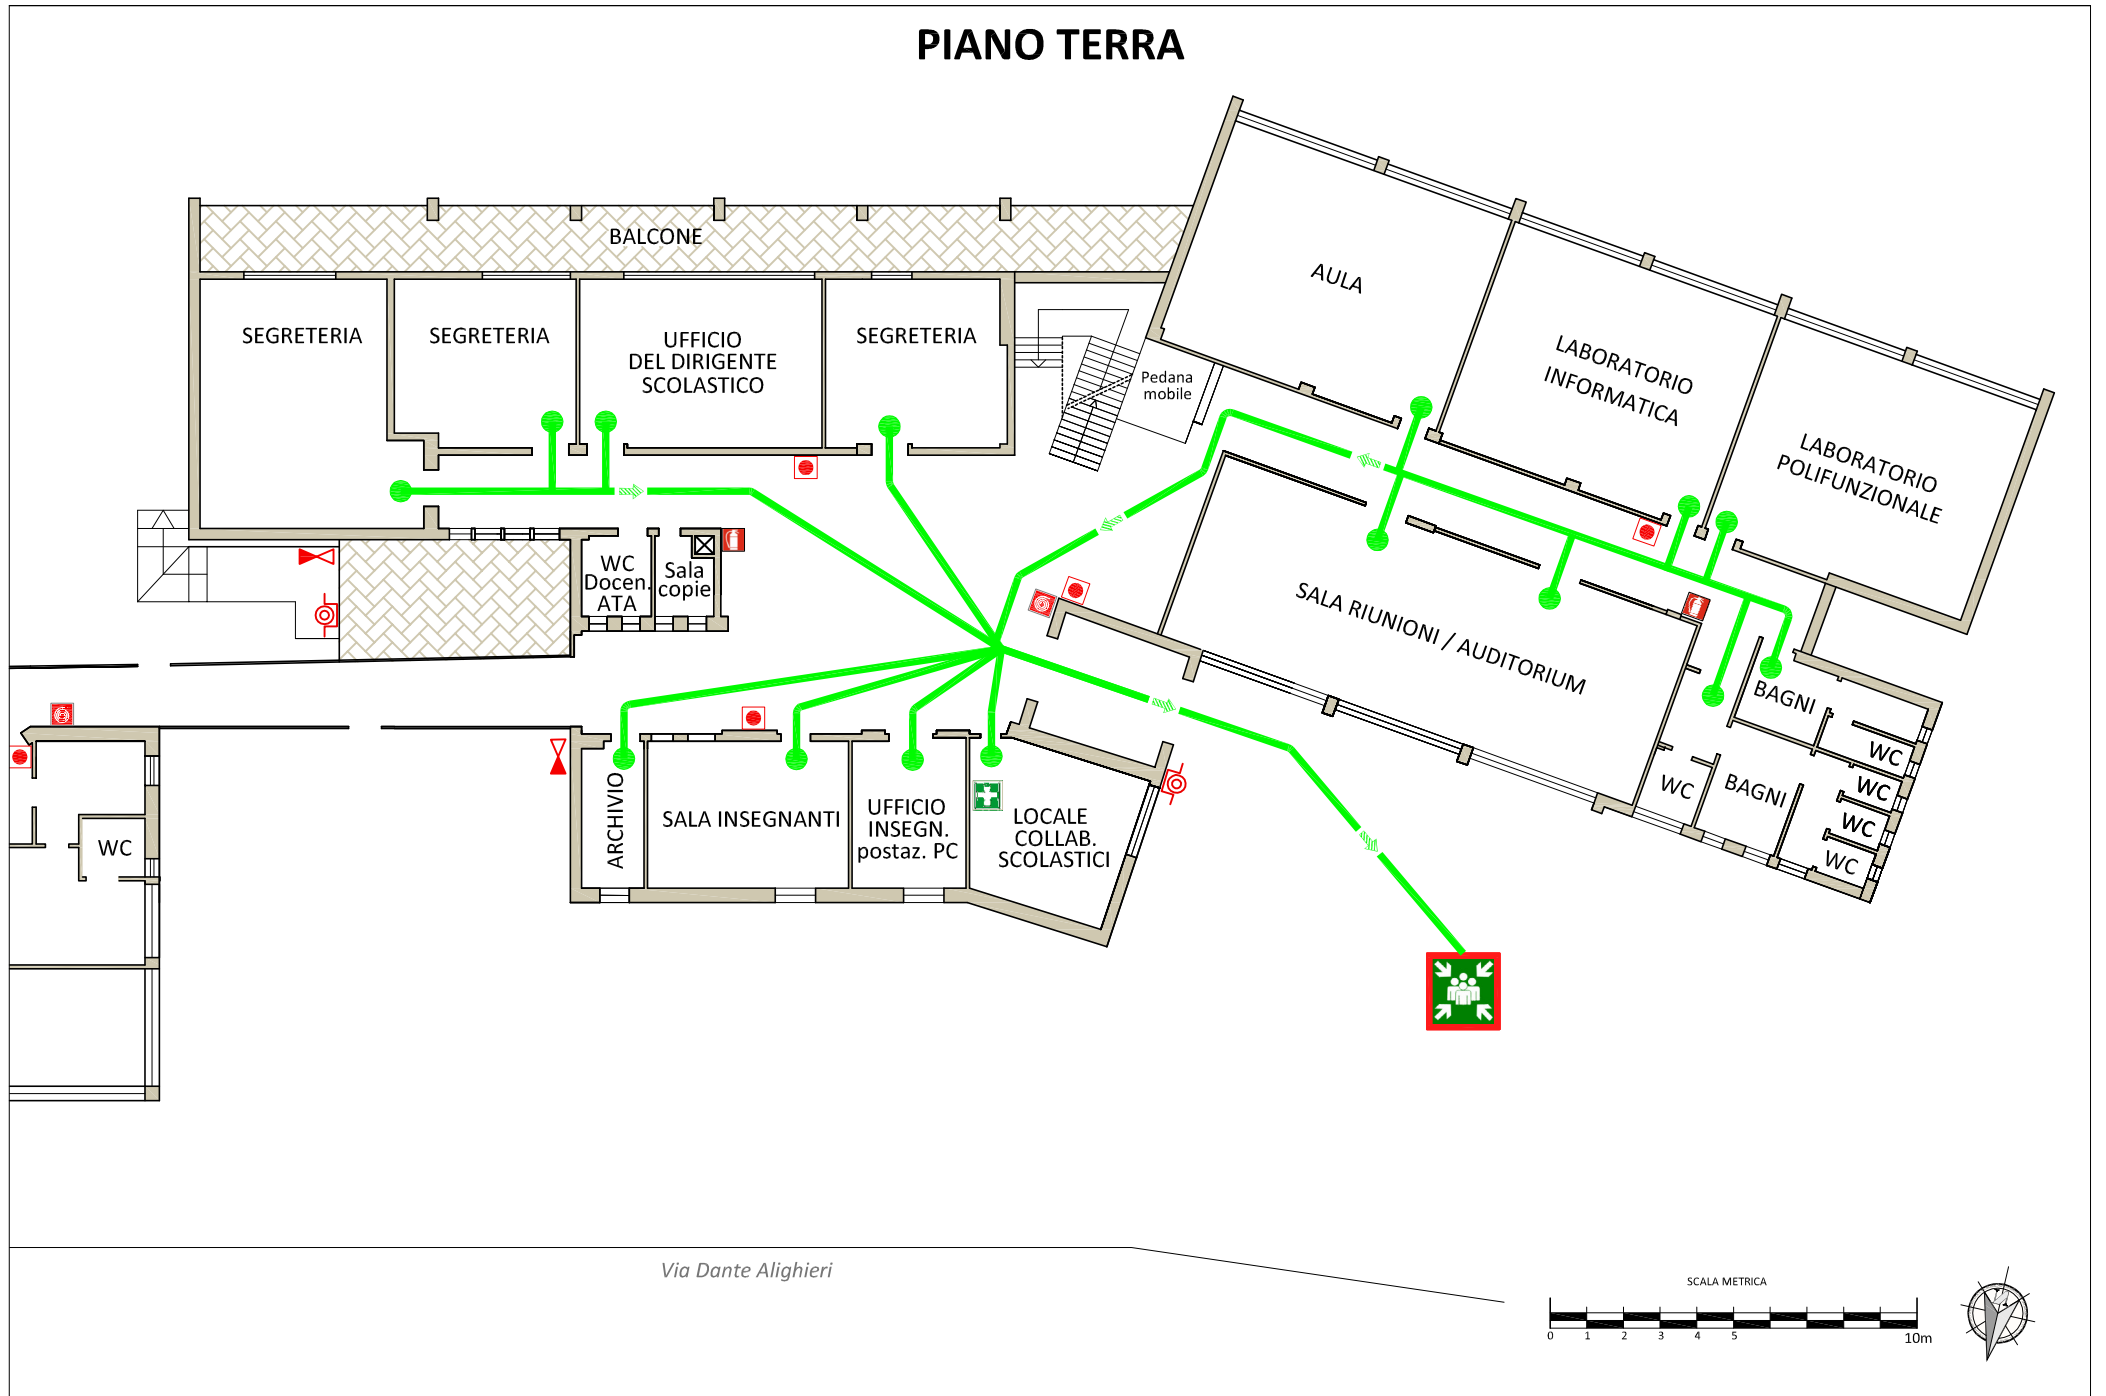 PIANO TERRA
BALCONE
SEGRETERIA
SEGRETERIA
UFFICIO
DEL DIRIGENTE
SCOLASTICO
SEGRETERIA
Pedana
mobile
AULA
LABORATORIO
INFORMATICA
LABORATORIO
POLIFUNZIONALE
WC
Docen.
ATA
Sala
copie
SALA RIUNIONI / AUDITORIUM
BAGNI
WC
WC
WC
WC
BAGNI
WC
ARCHIVIO
SALA INSEGNANTI
UFFICIO
INSEGN.
postaz. PC
LOCALE
COLLAB.
SCOLASTICI
WC
Via Dante Alighieri
SCALA METRICA
0 1 2 3 4 5 10m